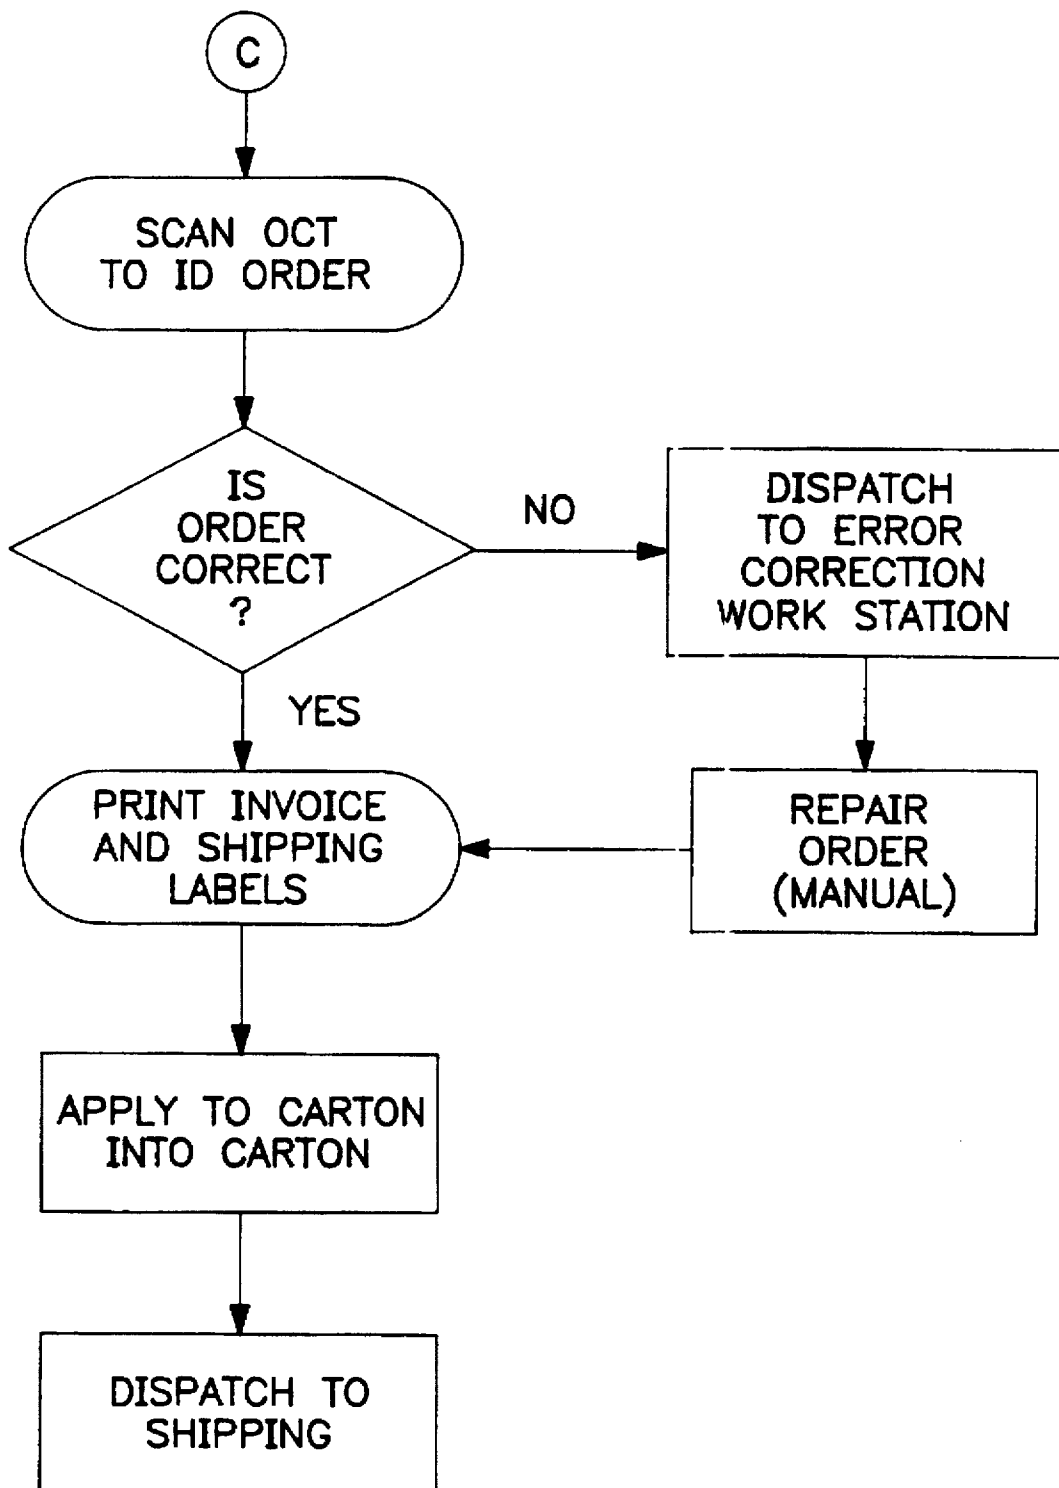 C
SCAN OCT
TO ID ORDER
IS
ORDER
CORRECT
?
NO
DISPATCH
TO ERROR
CORRECTION
WORK STATION
YES
PRINT INVOICE
AND SHIPPING
LABELS
REPAIR
ORDER
(MANUAL)
APPLY TO CARTON
INTO CARTON
DISPATCH TO
SHIPPING